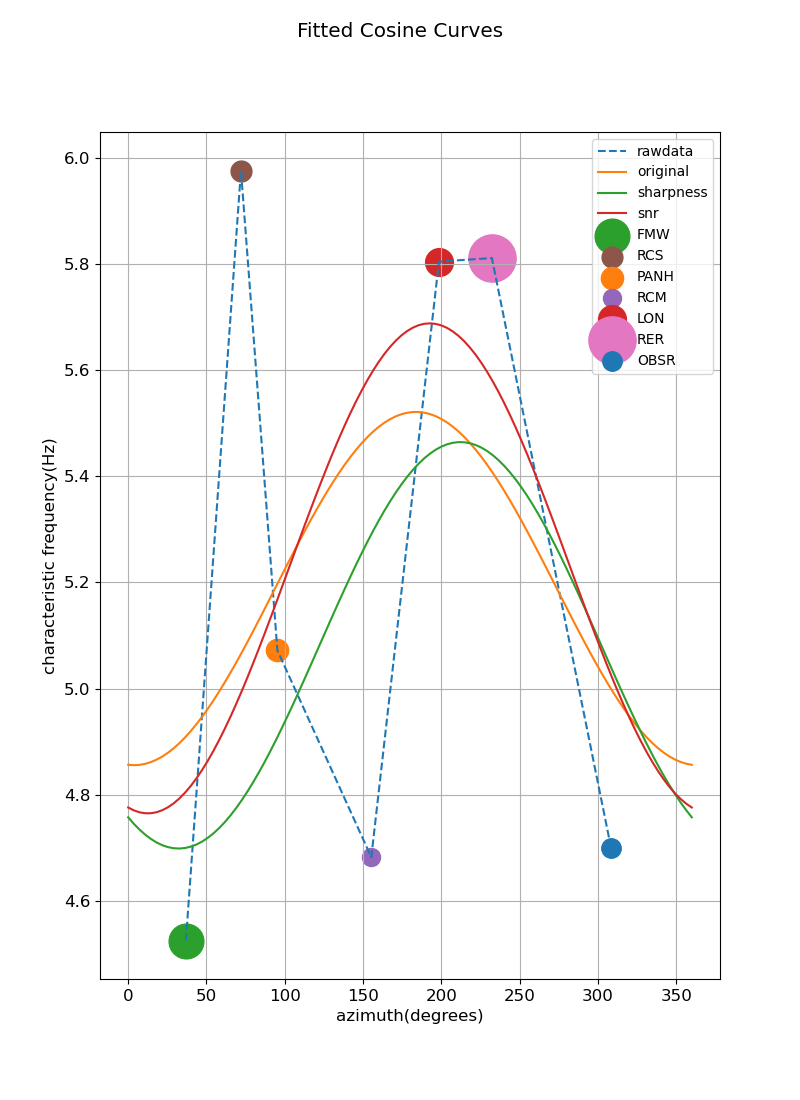 Fitted Cosine Curves
6.0
5.8
5.6
5.4
5.2
5.0
4.8
4.6
characteristic frequency(Hz)
rawdata
original
sharpness
snr
FMW
RCS
PANH
RCM
LON
RER
OBSR
0 50 100 150 200 250 300 350
azimuth(degrees)